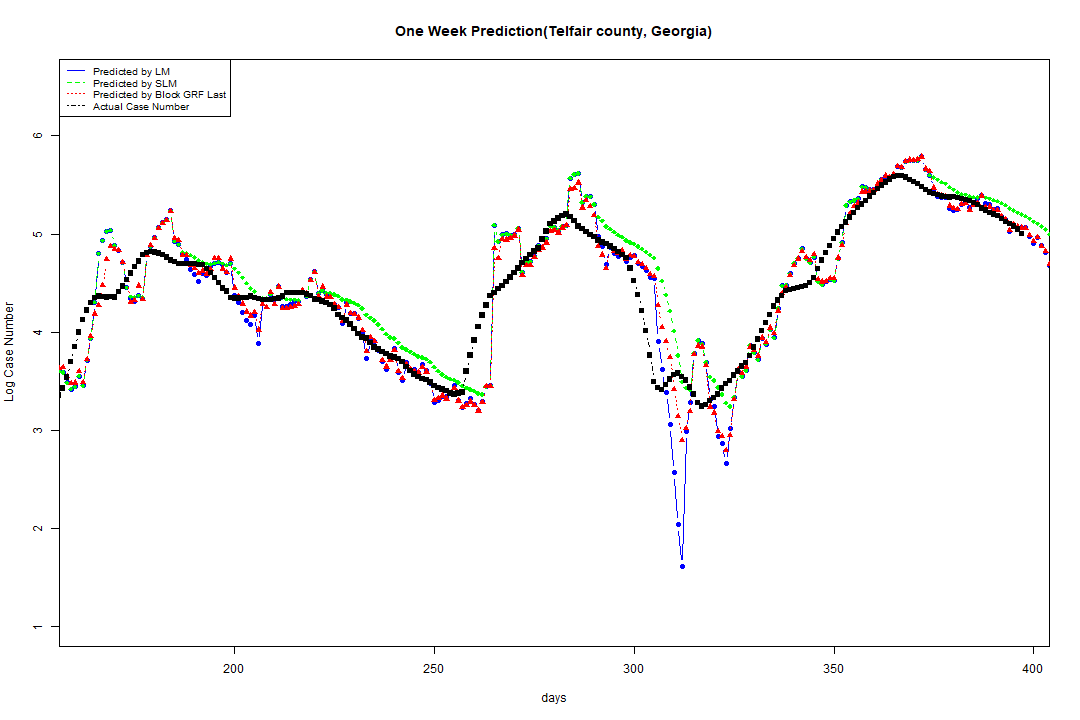 One Week Prediction(Telfair county, Georgia)
Predicted by LM
Predicted by SLM
Predicted by Block GRF Last
Actual Case Number
6
5
4
3
2
1
Log Case Number
200
250
300
350
400
days